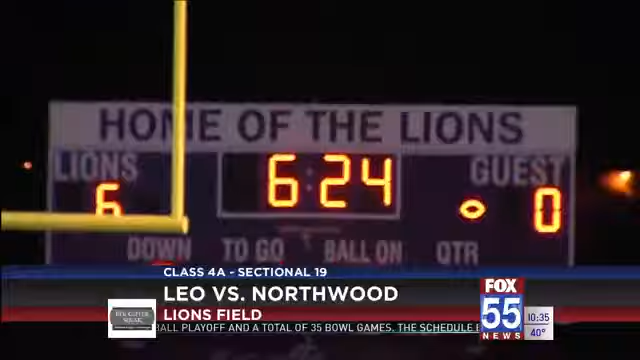 HOME OF THE LIONS
LIONS 6:24 GUEST
6 0
DOWN TO GO BALL ON QTR
CLASS 4A - SECTIONAL 19
LEO VS. NORTHWOOD
LIONS FIELD
FOX
55
NEWS
10:35
40°
BALL PLAYOFF AND A TOTAL OF 35 BOWL GAMES. THE SCHEDULE